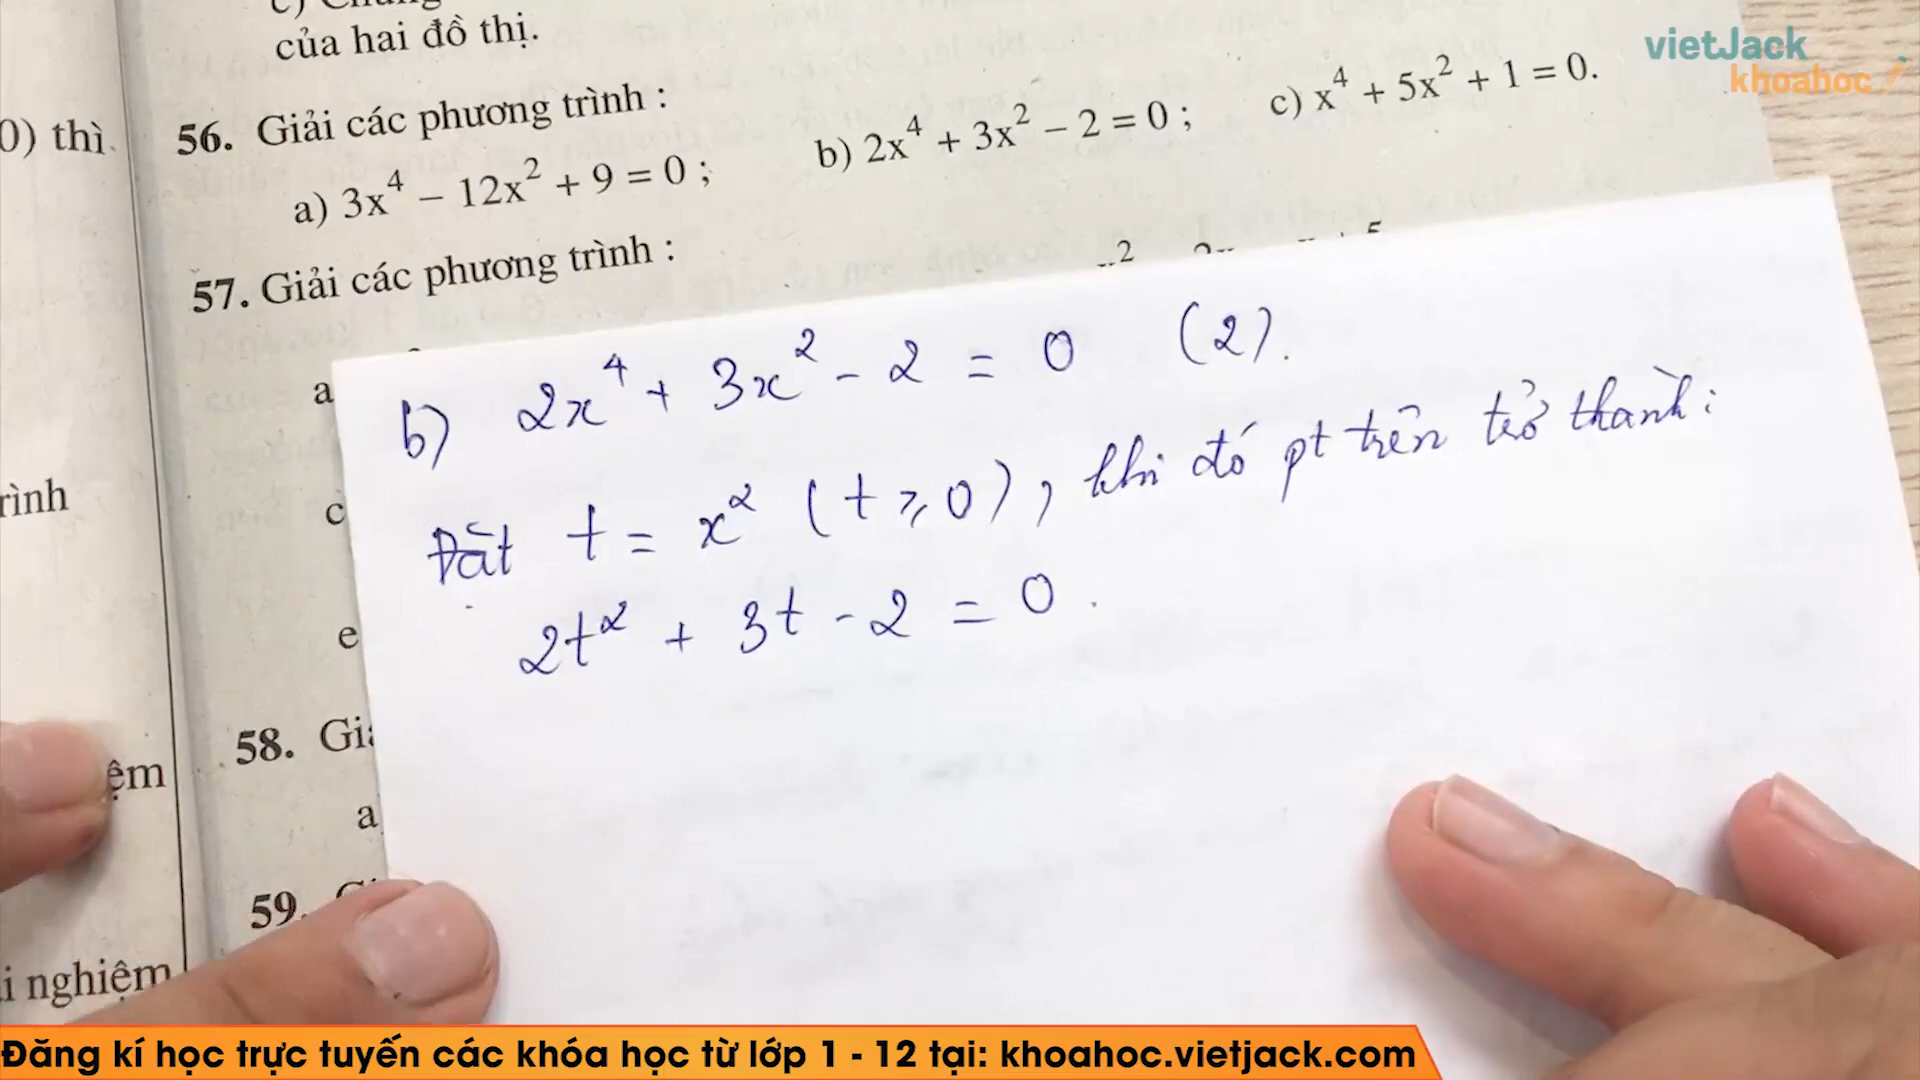 của hai đồ thị.
0) thì
56. Giải các phương trình :
a) 3x⁴ – 12x² + 9 = 0 ;
b) 2x⁴ + 3x² – 2 = 0 ;
c) x⁴ + 5x² + 1 = 0.
57. Giải các phương trình :
a
c
e
rình
ệm
58.
a
59.
i nghiệm
b) 2x⁴ + 3x² - 2 = 0 (2).
Đặt t = x² (t ⩾ 0), khi đó pt trên trở thành:
2t² + 3t - 2 = 0.
vietJack
khoahoc
Đăng kí học trực tuyến các khóa học từ lớp 1 - 12 tại: khoahoc.vietjack.com